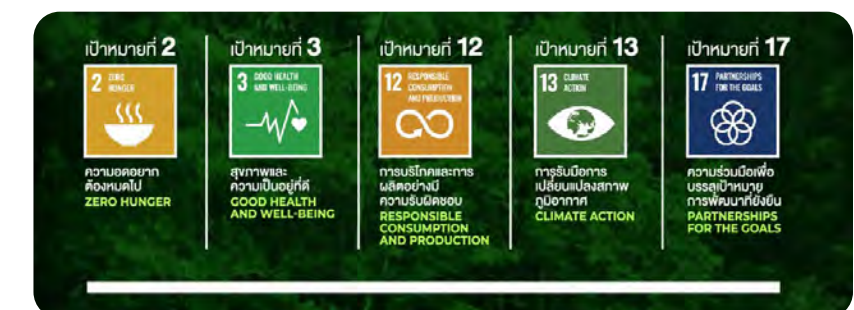 เป้าหมายที่ 2
2 ZERO
HUNGER
ความอดอยาก
ต้องหมดไป
ZERO HUNGER
เป้าหมายที่ 3
3 GOOD HEALTH
AND WELL-BEING
สุขภาพและ
ความเป็นอยู่ที่ดี
GOOD HEALTH
AND WELL-BEING
เป้าหมายที่ 12
12 RESPONSIBLE
CONSUMPTION
AND PRODUCTION
การบริโภคและการ
ผลิตอย่างมี
ความรับผิดชอบ
RESPONSIBLE
CONSUMPTION
AND PRODUCTION
เป้าหมายที่ 13
13 CLIMATE
ACTION
การรับมือการ
เปลี่ยนแปลงสภาพ
ภูมิอากาศ
CLIMATE ACTION
เป้าหมายที่ 17
17 PARTNERSHIPS
FOR THE GOALS
ความร่วมมือเพื่อ
บรรลุเป้าหมาย
การพัฒนาที่ยั่งยืน
PARTNERSHIPS
FOR THE GOALS